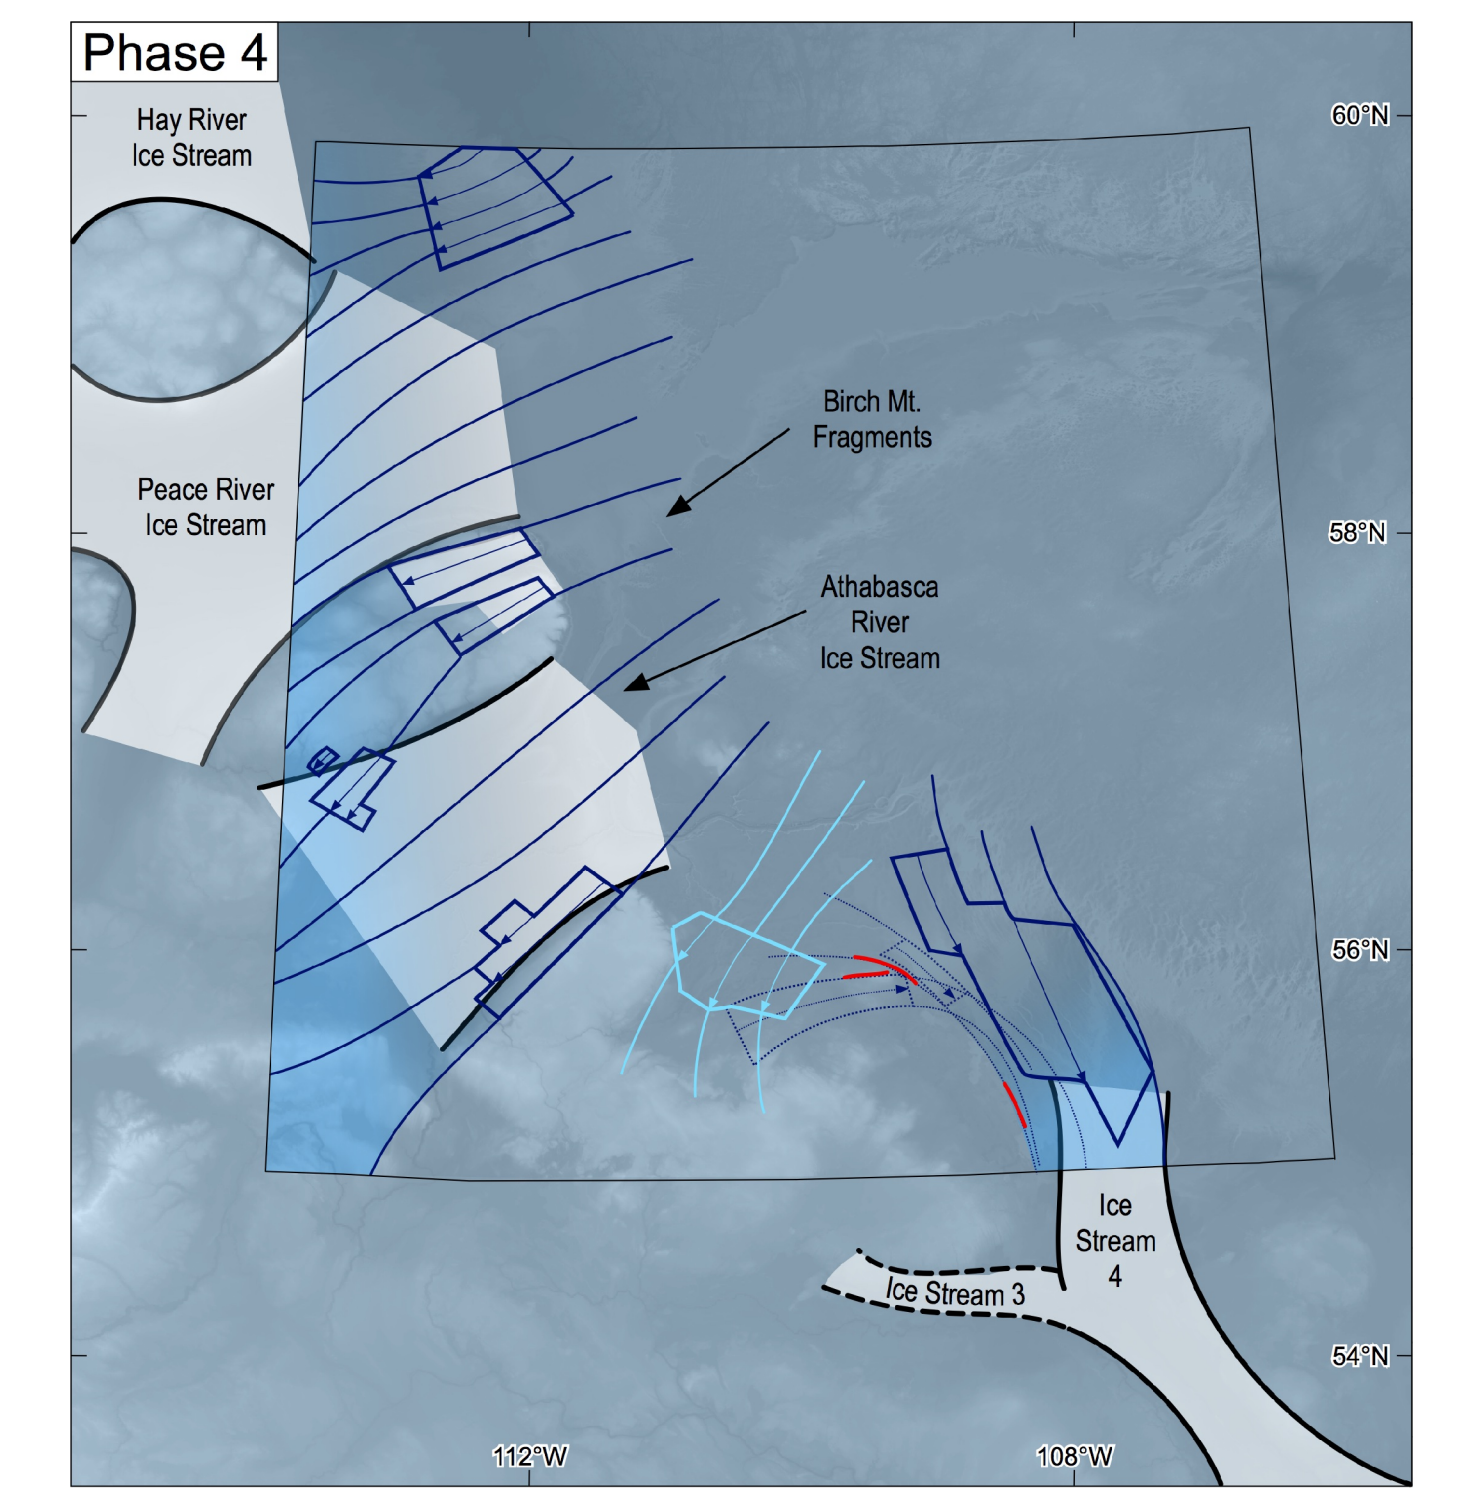 Phase 4
Hay River
Ice Stream
60°N
Birch Mt.
Fragments
Peace River
Ice Stream
58°N
Athabasca
River
Ice Stream
56°N
Ice
Stream
4
Ice Stream 3
54°N
112°W
108°W